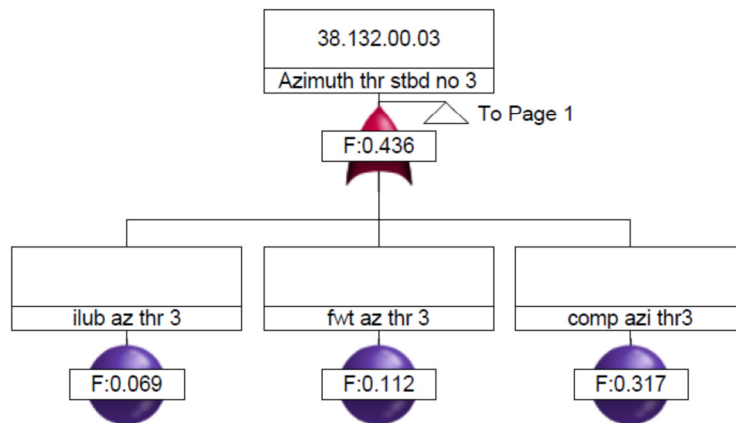 38.132.00.03
Azimuth thr stbd no 3
To Page 1
F:0.436
ilub az thr 3
fwt az thr 3
comp azi thr3
F:0.069
F:0.112
F:0.317